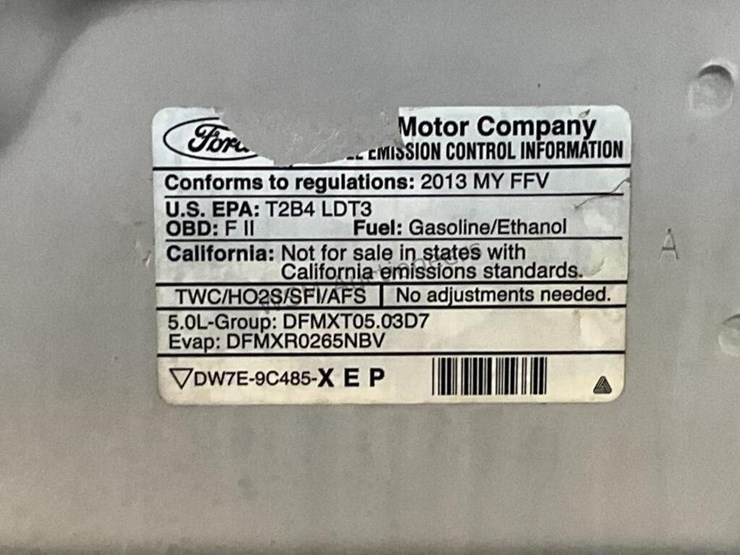 Ford Motor Company
EMISSION CONTROL INFORMATION
Conforms to regulations: 2013 MY FFV
U.S. EPA: T2B4 LDT3
OBD: F II Fuel: Gasoline/Ethanol
California: Not for sale in states with
California emissions standards.
TWC/HO2S/SFI/AFS No adjustments needed.
5.0L-Group: DFMXT05.03D7
Evap: DFMXR0265NBV
DW7E-9C485-X E P
A